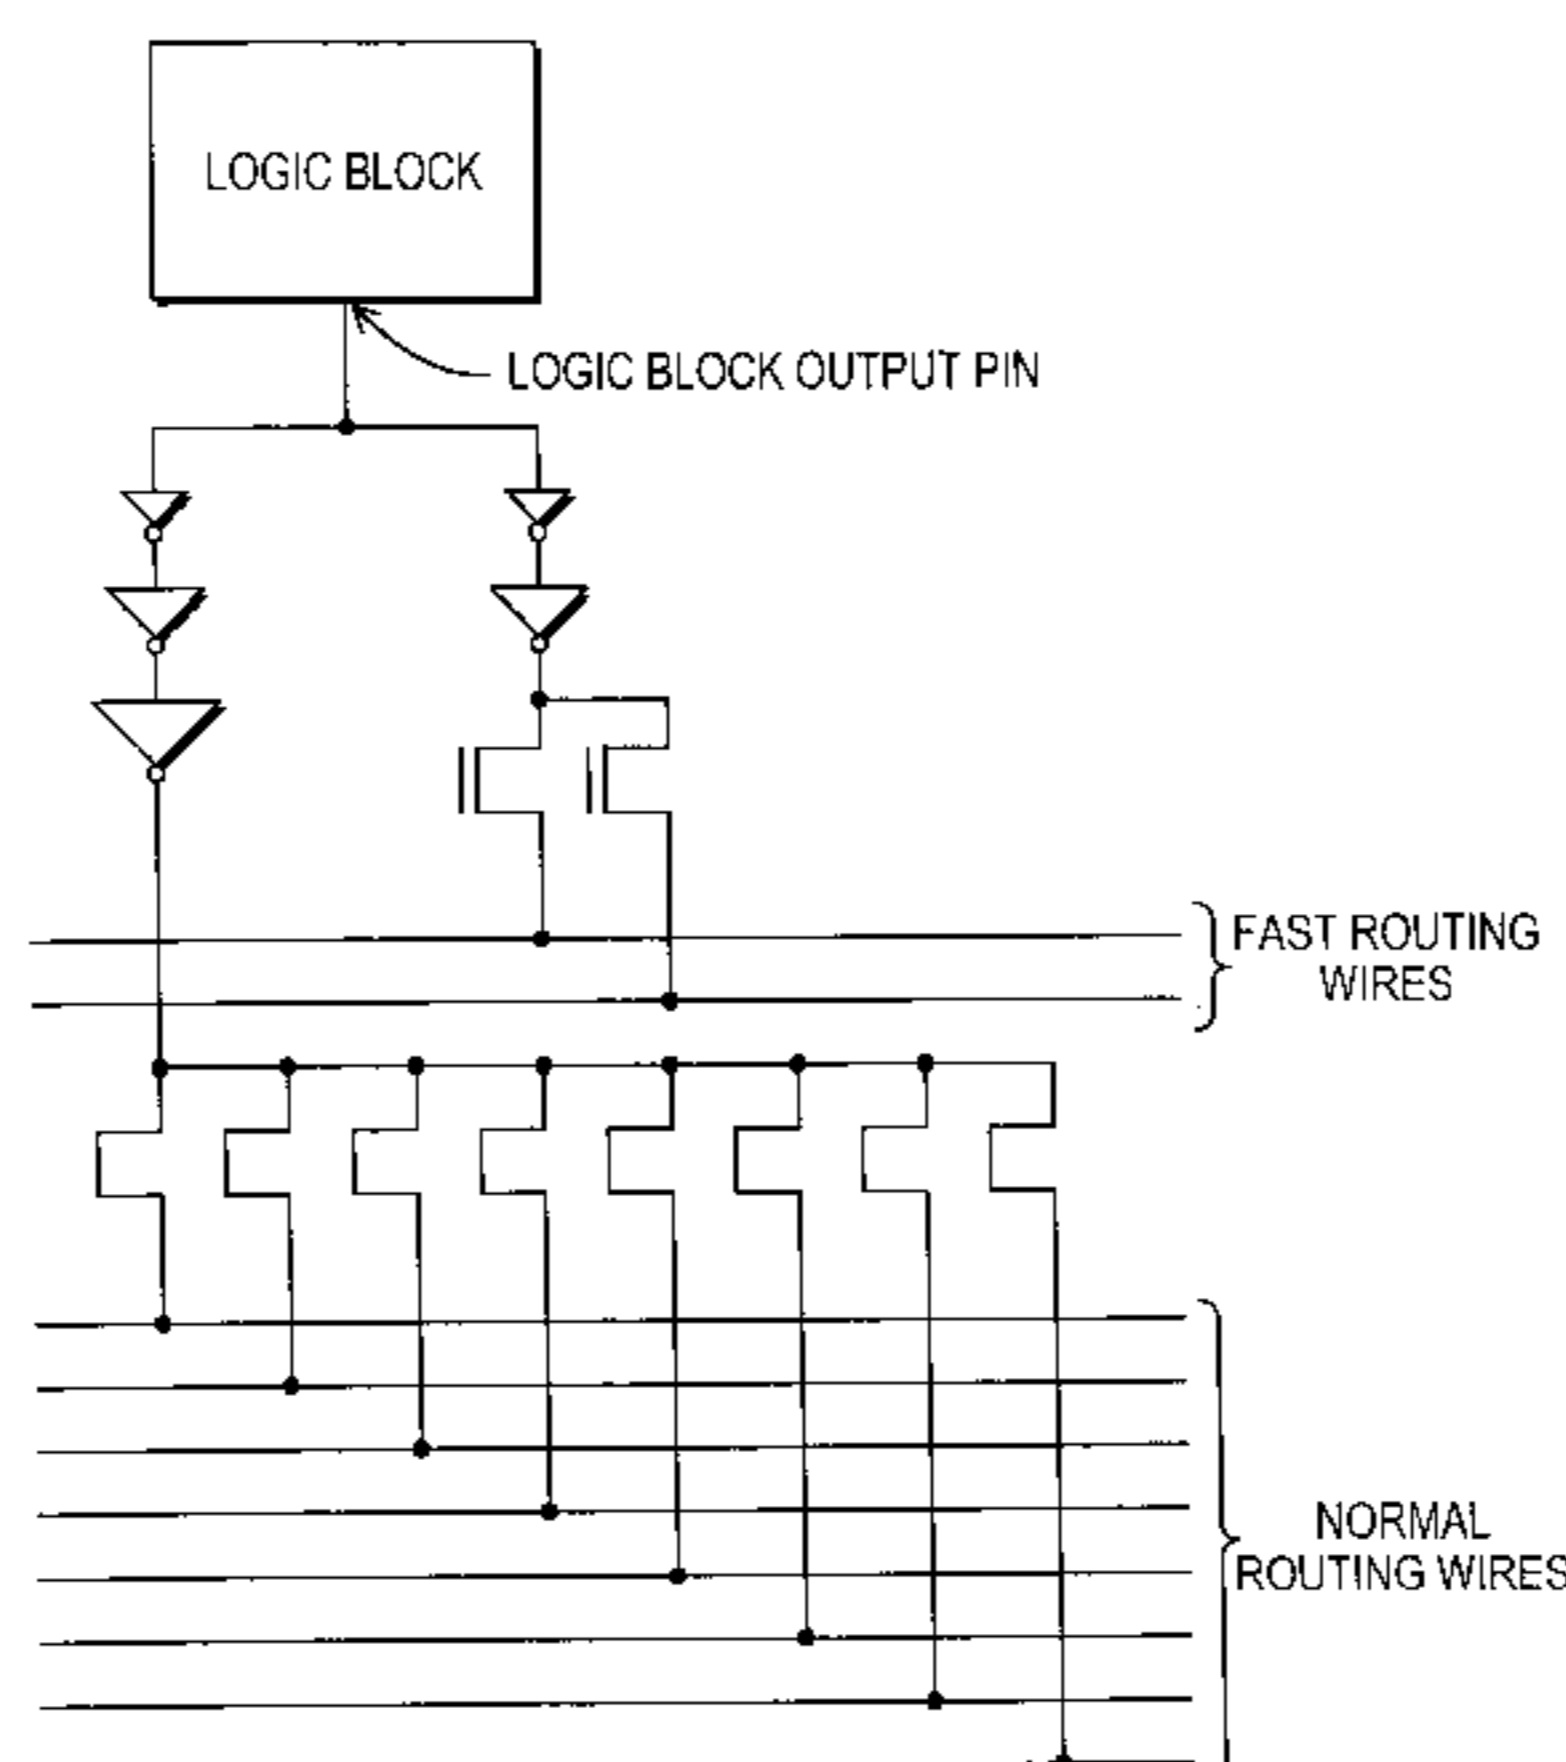 LOGIC BLOCK
LOGIC BLOCK OUTPUT PIN
FAST ROUTING
WIRES
NORMAL
ROUTING WIRES